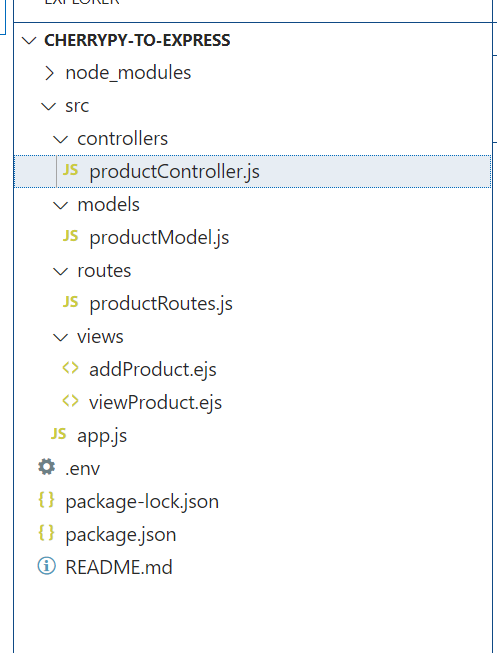 EXPLORER
CHERRYPY-TO-EXPRESS
node_modules
src
controllers
JS productController.js
models
JS productModel.js
routes
JS productRoutes.js
views
<> addProduct.ejs
<> viewProduct.ejs
JS app.js
.env
{} package-lock.json
{} package.json
README.md